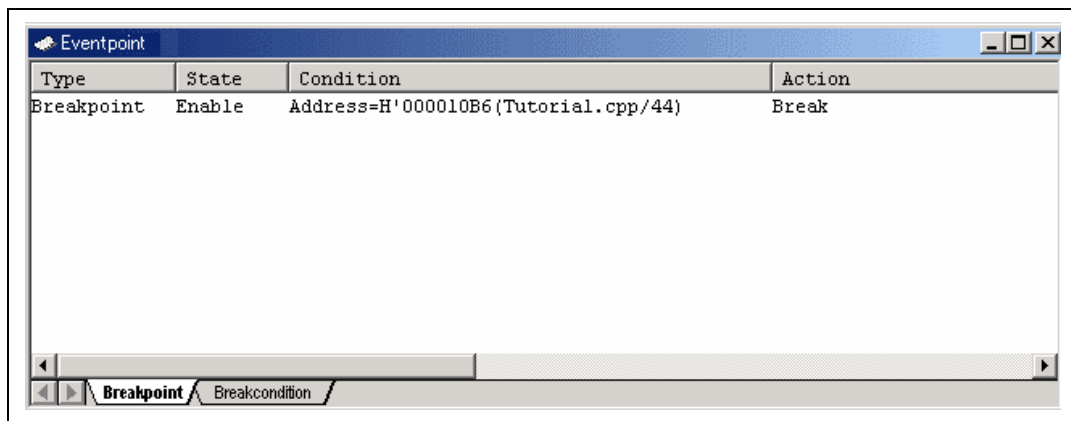 Eventpoint
Type State Condition Action
Breakpoint Enable Address=H'000010B6(Tutorial.cpp/44) Break
Breakpoint Breakcondition